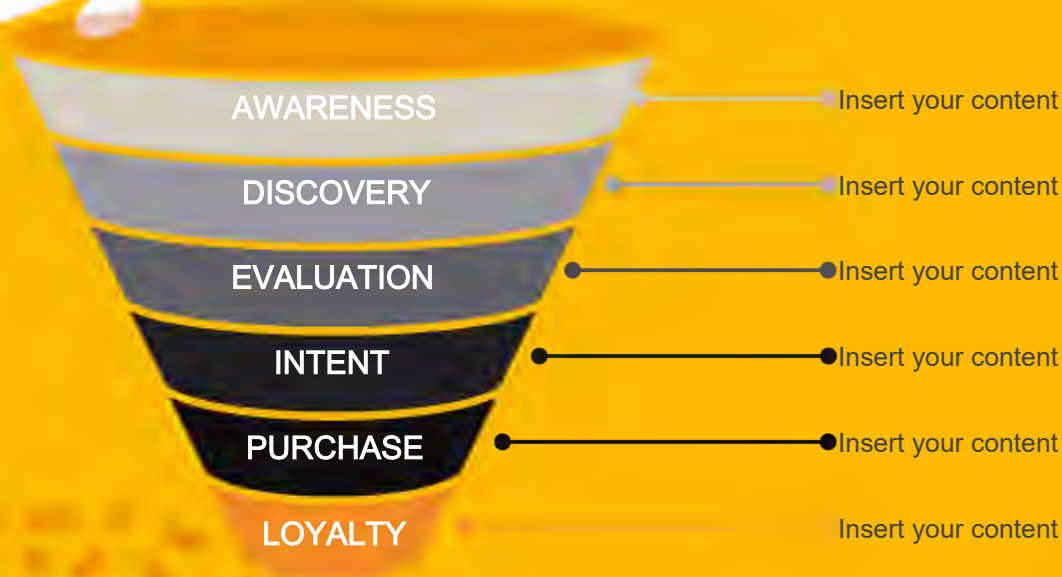 AWARENESS
Insert your content
DISCOVERY
Insert your content
EVALUATION
Insert your content
INTENT
Insert your content
PURCHASE
Insert your content
LOYALTY
Insert your content